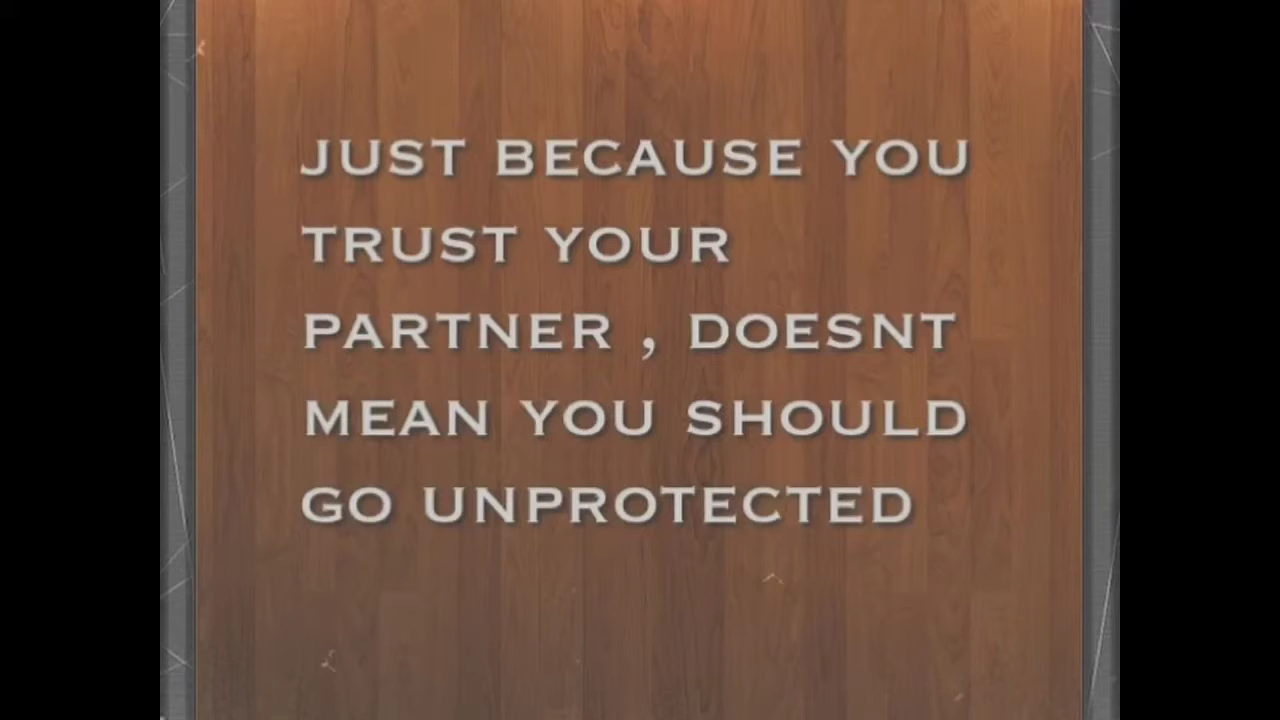 JUST BECAUSE YOU
TRUST YOUR
PARTNER , DOESNT
MEAN YOU SHOULD
GO UNPROTECTED